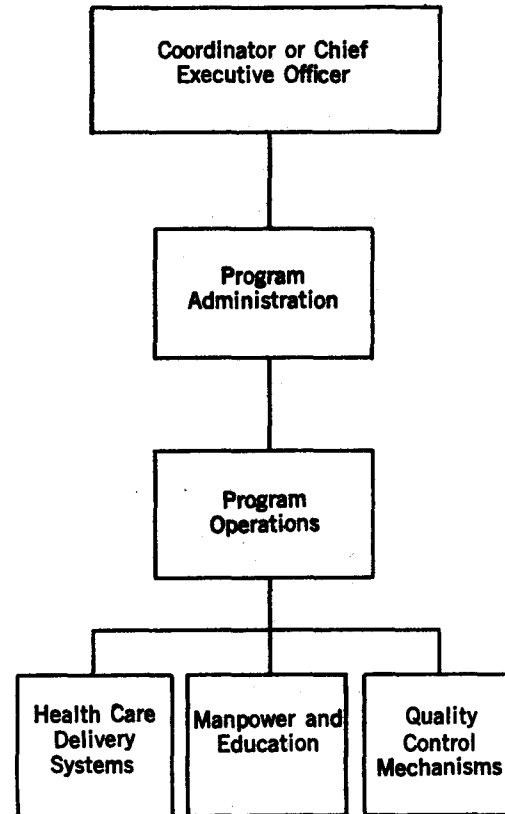 Coordinator or Chief
Executive Officer
Program
Administration
Program
Operations
Health Care
Delivery
Systems
Manpower and
Education
Quality
Control
Mechanisms